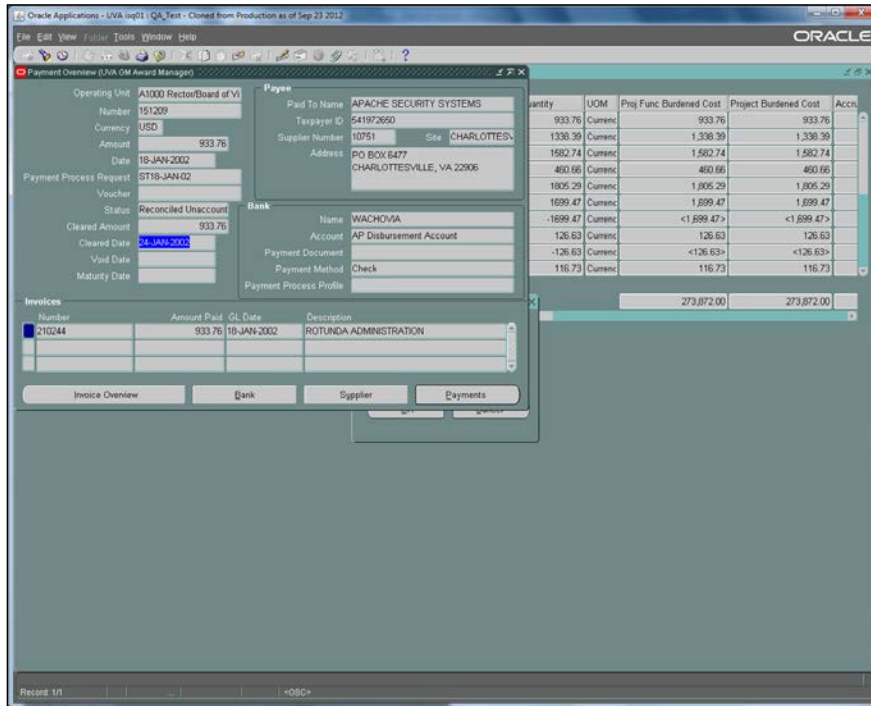 Oracle Applications - UVA isq01 : QA_Test - Cloned from Production as of Sep 23 2012
File Edit View Folder Tools Window Help
ORACLE
Payment Overview (UVA GM Award Manager)
Operating Unit A1000 Rector/Board of Vi
Number 151209
Currency USD
Amount 933.76
Date 18-JAN-2002
Payment Process Request ST18-JAN-02
Voucher
Status Reconciled Unaccount
Cleared Amount 933.76
Cleared Date 24-JAN-2002
Void Date
Maturity Date
Payee
Paid To Name APACHE SECURITY SYSTEMS
Taxpayer ID 541972650
Supplier Number 10751 Site CHARLOTTESV
Address PO BOX 6477
CHARLOTTESVILLE, VA 22906
Bank
Name WACHOVIA
Account AP Disbursement Account
Payment Document
Payment Method Check
Payment Process Profile
Invoices
Number Amount Paid GL Date Description
210244 933.76 18-JAN-2002 ROTUNDA ADMINISTRATION
Invoice Overview Bank Supplier Payments
uantity UOM Proj Func Burdened Cost Project Burdened Cost Accru
933.76 Currenc 933.76 933.76
1338.39 Currenc 1,338.39 1,338.39
1582.74 Currenc 1,582.74 1,582.74
460.66 Currenc 460.66 460.66
1805.29 Currenc 1,805.29 1,805.29
1699.47 Currenc 1,699.47 1,699.47
-1699.47 Currenc <1,699.47> <1,699.47>
126.63 Currenc 126.63 126.63
-126.63 Currenc <126.63> <126.63>
116.73 Currenc 116.73 116.73
273,872.00 273,872.00
Record: 1/1 ... <OSC>